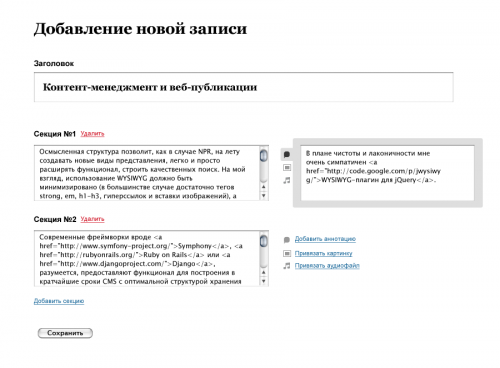 Добавление новой записи
Заголовок
Контент-менеджмент и веб-публикации
Секция №1 Удалить
Осмысленная структура позволит, как в случае NPR, на лету
создавать новые виды представления, легко и просто
расширять функционал, строить качественных поиск. На мой
взгляд, использование WYSIWYG должно быть
минимизировано (в большинстве случае достаточно тегов
strong, em, h1-h3, гиперссылок и вставки изображений), а
В плане чистоты и лаконичности мне
очень симпатичен <a
href="http://code.google.com/p/jwysiwy
g/">WYSIWYG-плагин для jQuery</a>.
Секция №2 Удалить
Современные фреймворки вроде <a
href="http://www.symfony-project.org/">Symphony</a>, <a
href="http://rubyonrails.org/">Ruby on Rails</a> или <a
href="http://www.djangoproject.com/">Django</a>,
разумеется, предоставляют функционал для построения в
кратчайшие сроки CMS с оптимальной структурой хранения
Добавить аннотацию
Привязать картинку
Привязать аудиофайл
Добавить секцию
Сохранить